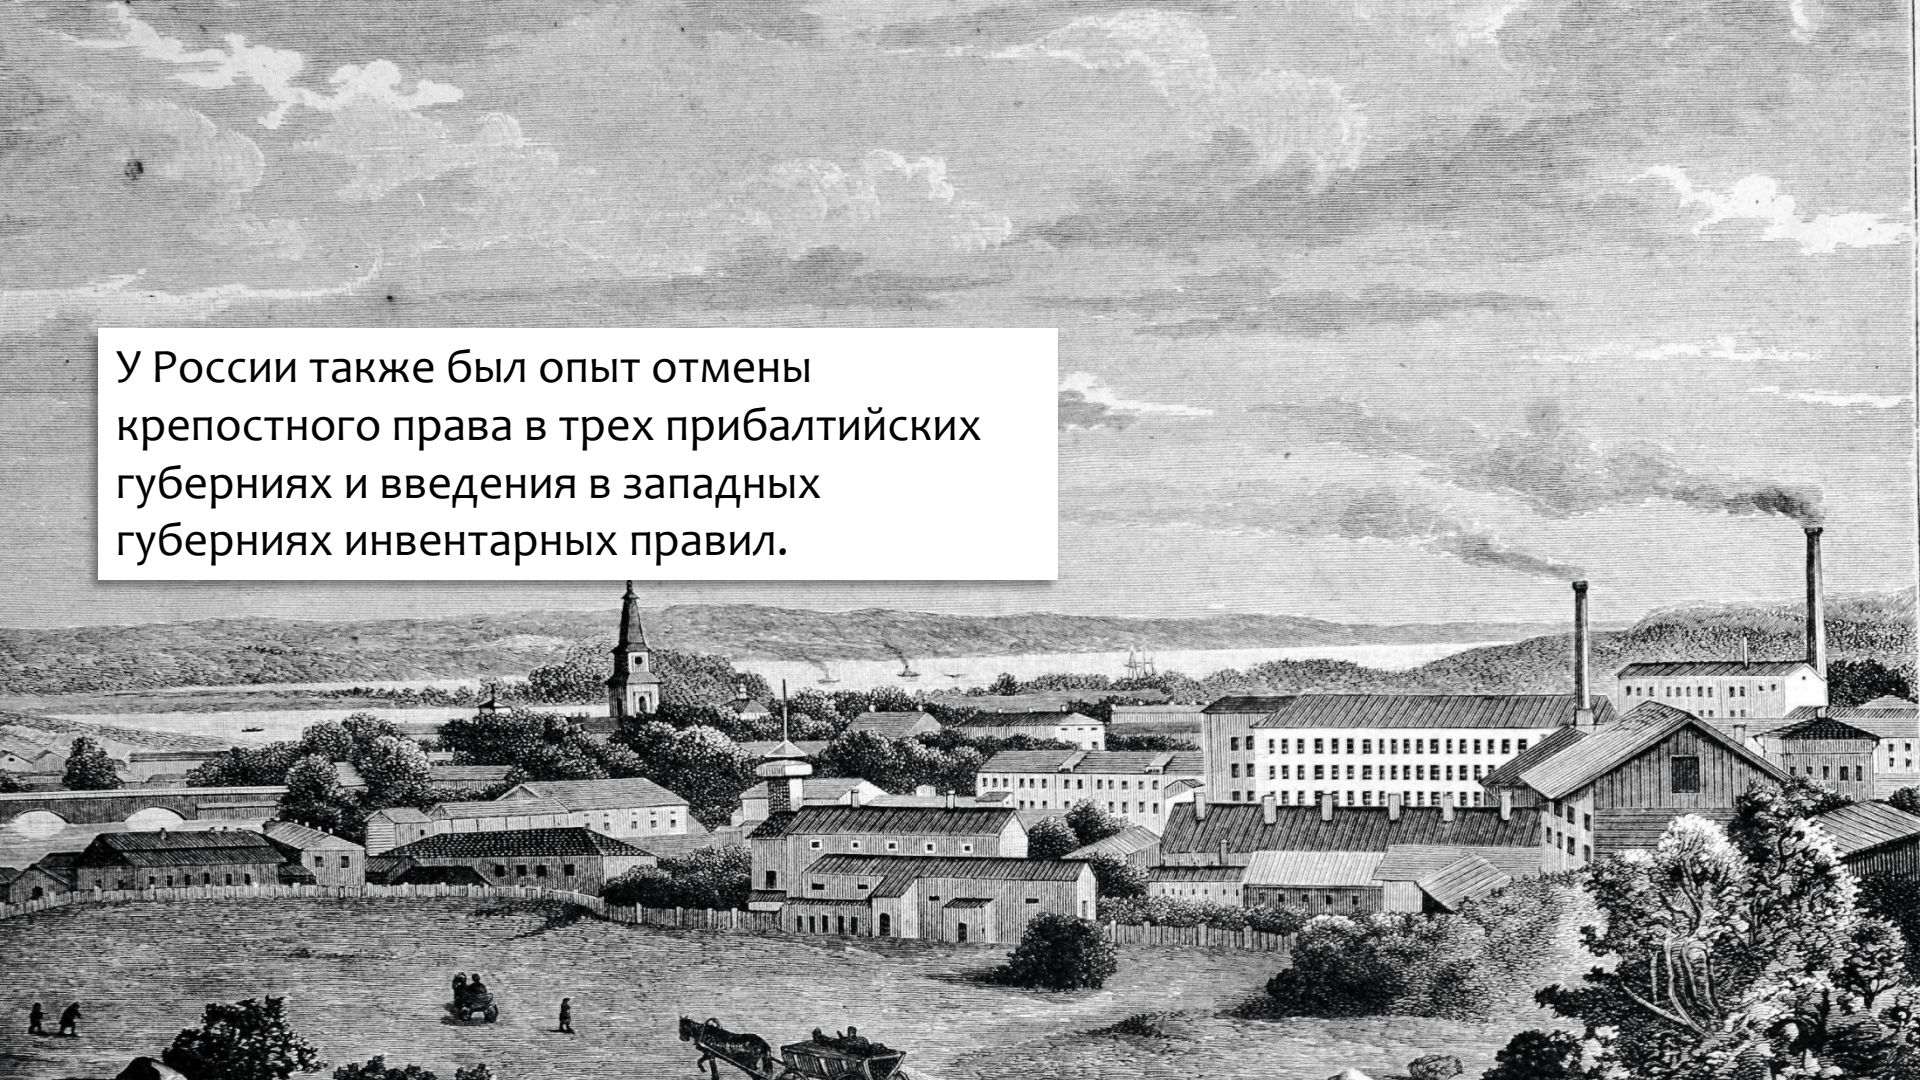 У России также был опыт отмены
крепостного права в трех прибалтийских
губерниях и введения в западных
губерниях инвентарных правил.